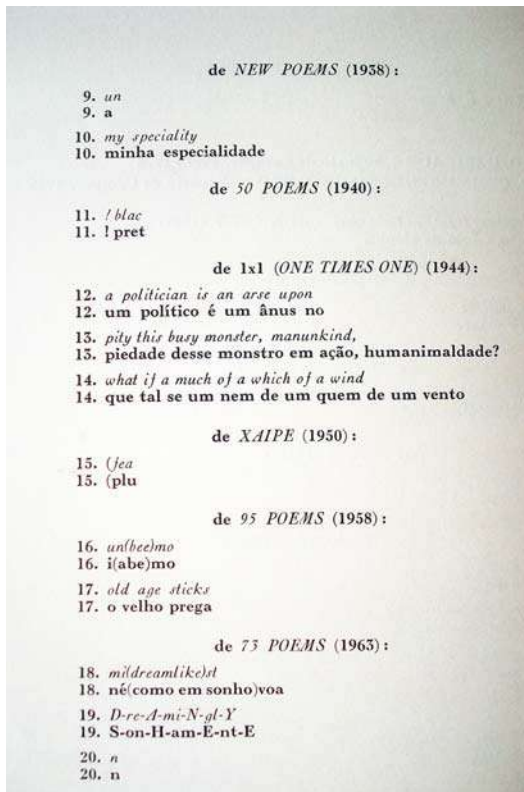 de NEW POEMS (1938):
9. un
9. a
10. my speciality
10. minha especialidade
de 50 POEMS (1940):
11. ! blac
11. ! pret
de 1x1 (ONE TIMES ONE) (1944):
12. a politician is an arse upon
12. um político é um ânus no
13. pity this busy monster, manunkind,
13. piedade desse monstro em ação, humanimaldade?
14. what if a much of a which of a wind
14. que tal se um nem de um quem de um vento
de XAIPE (1950):
15. (fea
15. (plu
de 95 POEMS (1958):
16. un(bee)mo
16. i(abe)mo
17. old age sticks
17. o velho prega
de 73 POEMS (1963):
18. mi(dreamlike)st
18. né(como em sonho)voa
19. D-re-A-mi-N-gl-Y
19. S-on-H-am-E-nt-E
20. n
20. n